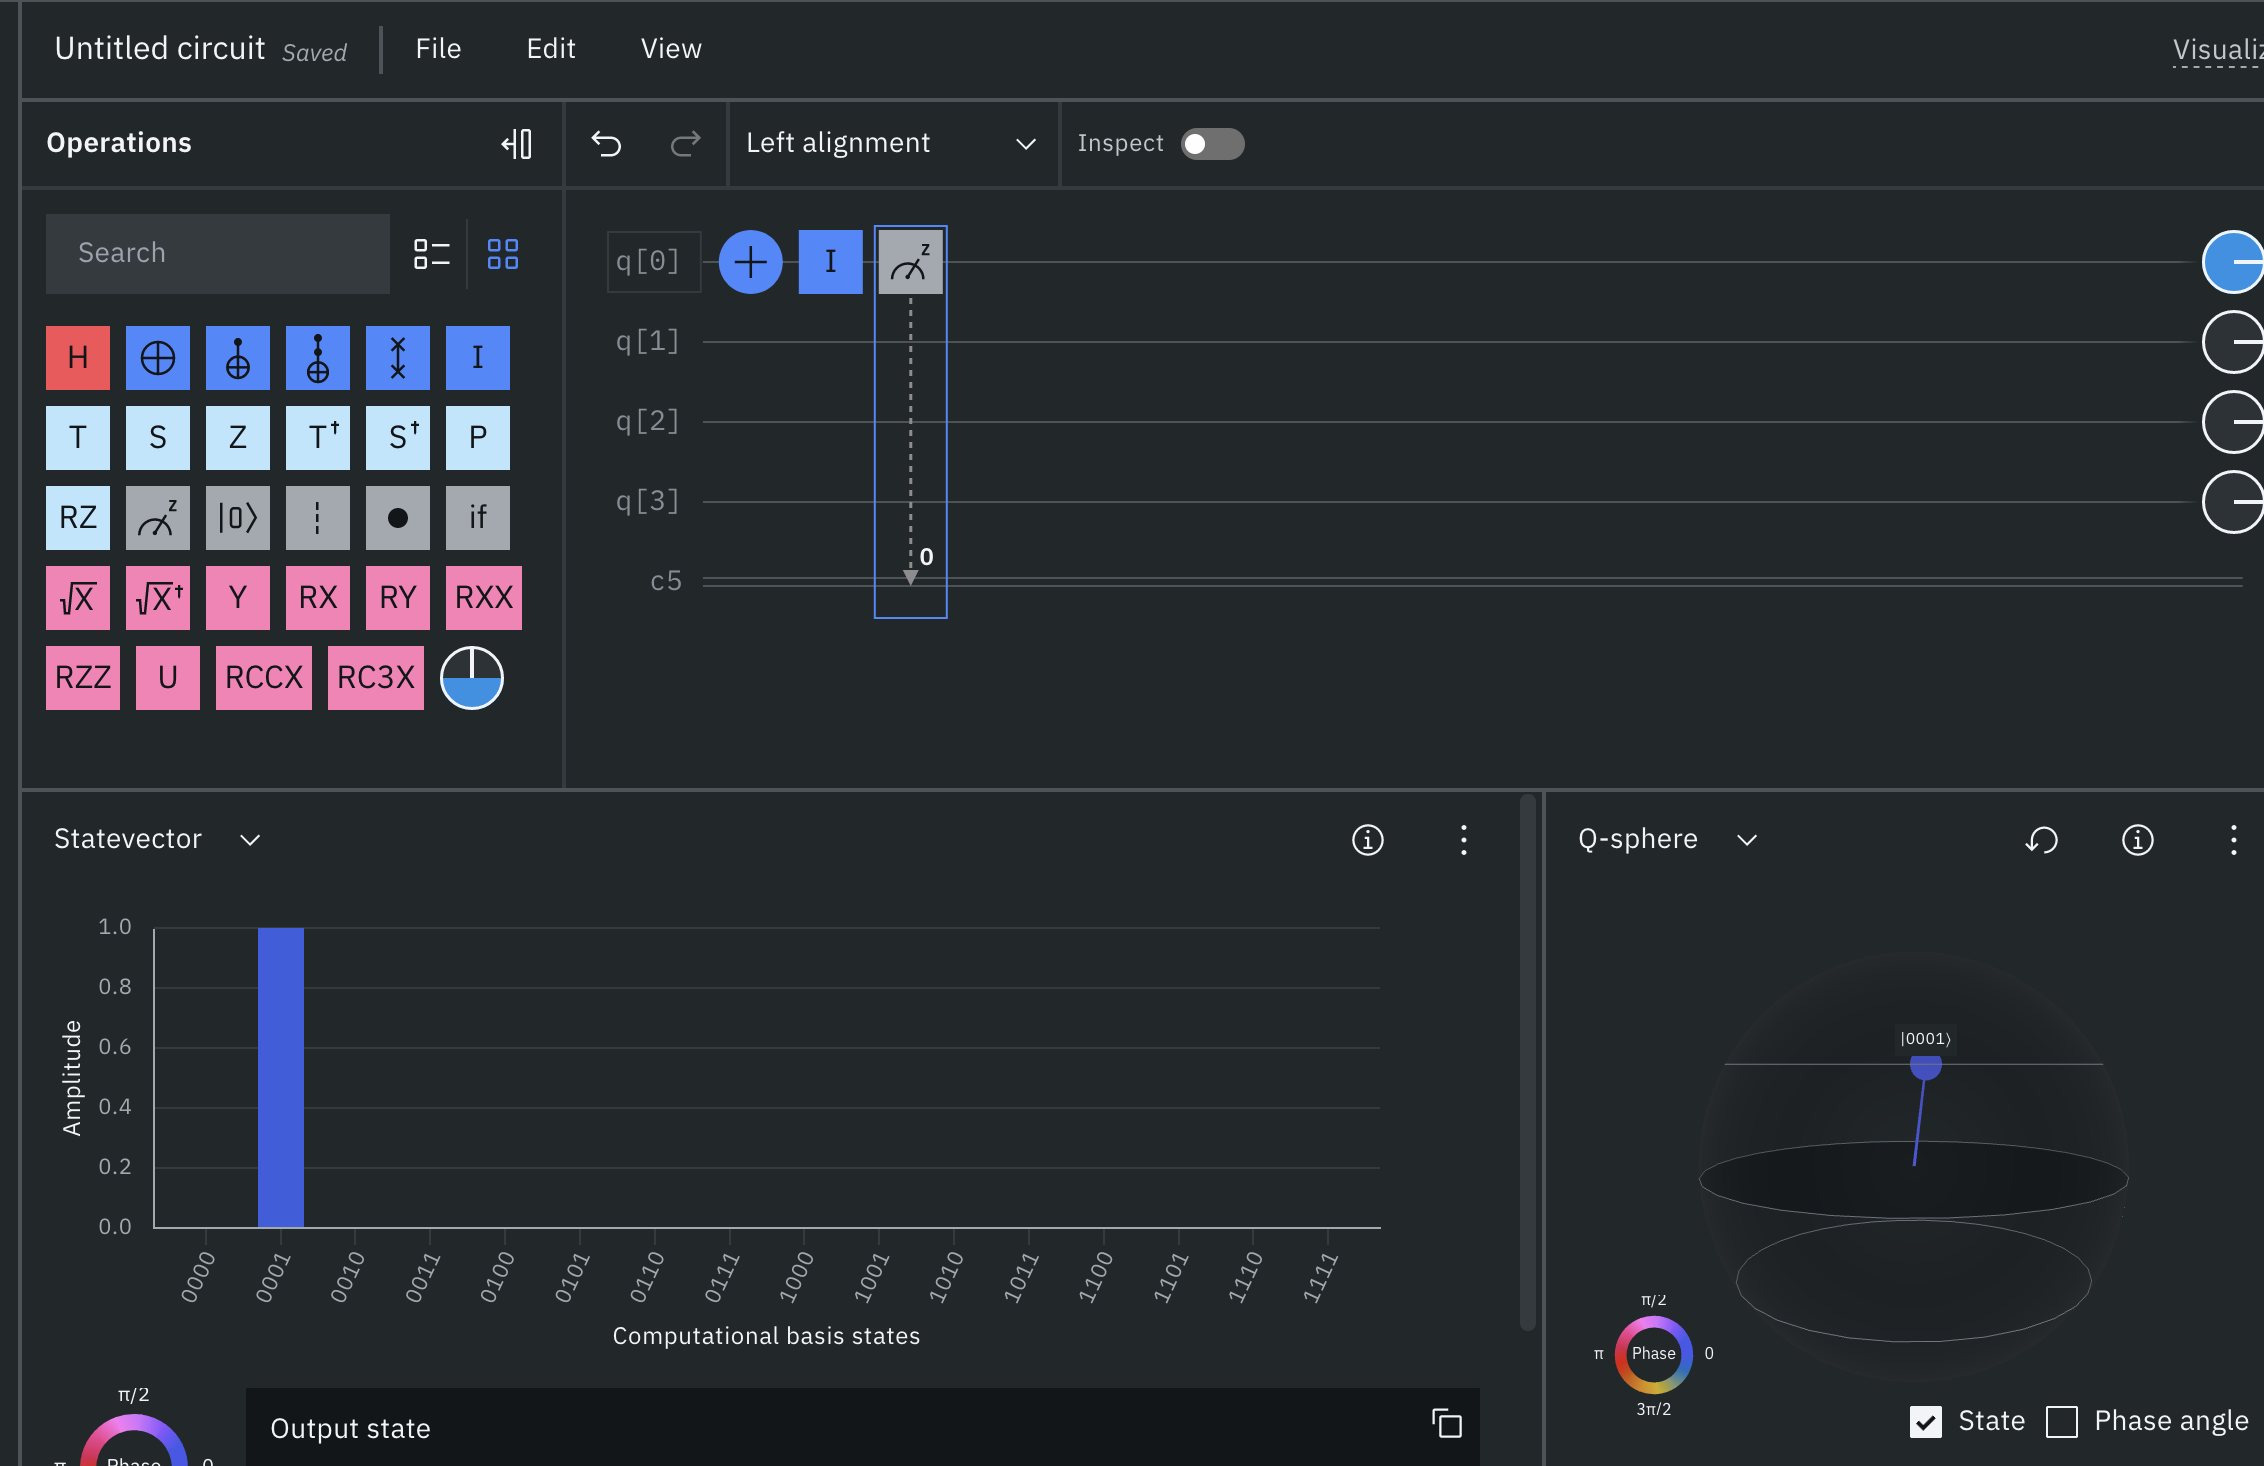 Untitled circuit Saved File Edit View
Operations Left alignment Inspect
Search
H I
T S Z T† S† P
RZ z |0⟩ if
√X √X† Y RX RY RXX
RZZ U RCCX RC3X
q[0] I z
q[1]
q[2]
q[3]
0
c5
Statevector
1.0
0.8
0.6
0.4
0.2
0.0
Amplitude
0000 0001 0010 0011 0100 0101 0110 0111 1000 1001 1010 1011 1100 1101 1110 1111
Computational basis states
π/2
π Phase 0
Output state
Q-sphere
|0001⟩
π/2
π Phase 0
3π/2
State Phase angle